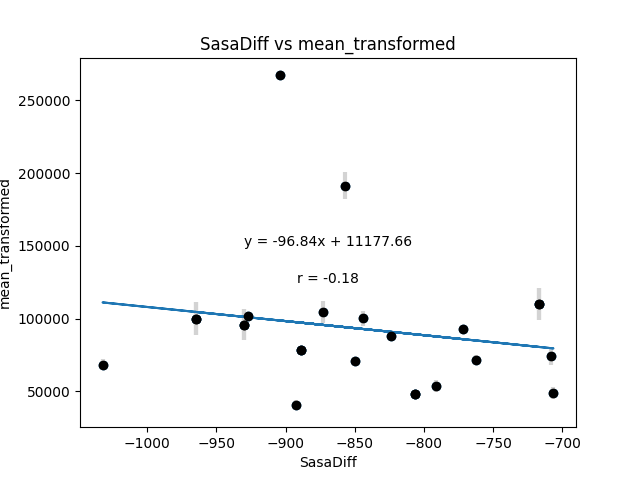 SasaDiff vs mean_transformed
mean_transformed
250000
200000
150000
100000
50000
y = -96.84x + 11177.66
r = -0.18
−1000
−950
−900
−850
−800
−750
−700
SasaDiff